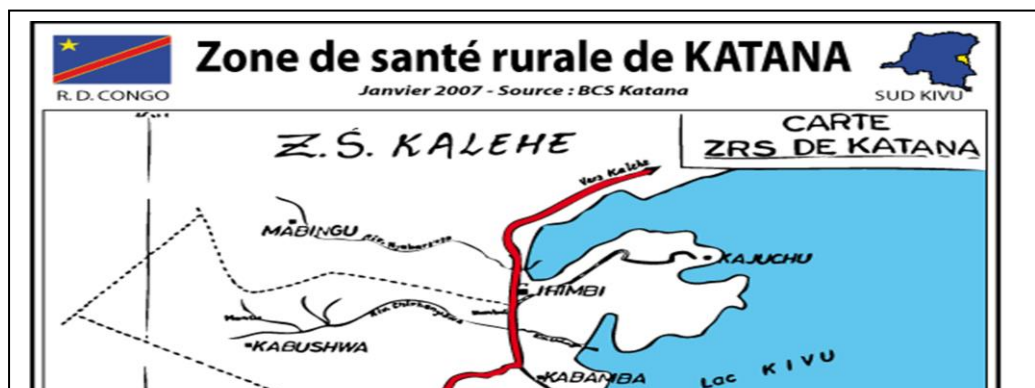 Zone de santé rurale de KATANA
Janvier 2007 - Source : BCS Katana
R. D. CONGO
SUD KIVU
CARTE
ZRS DE KATANA
Z.S. KALEHE
Vers Kalehe
MABINGU
KAJUCHU
IHIMBI
KABUSHWA
KABAMBA
Lac KIVU